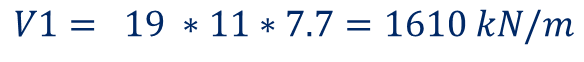 V1 = 19 * 11 * 7.7 = 1610 kN/m